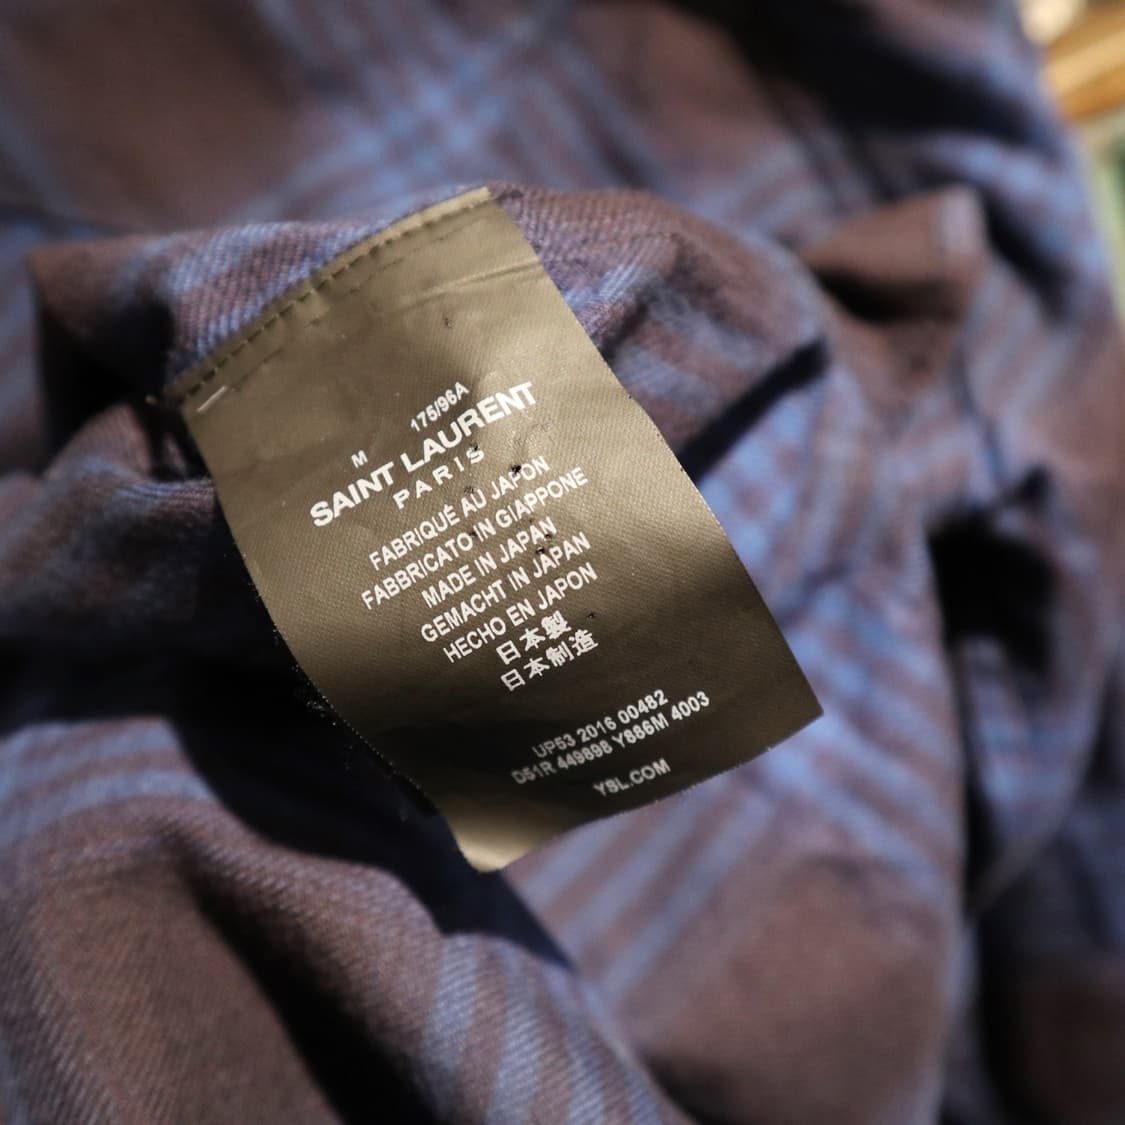 M 175/96A
SAINT LAURENT
PARIS
FABRIQUÉ AU JAPON
FABBRICATO IN GIAPPONE
MADE IN JAPAN
GEMACHT IN JAPAN
HECHO EN JAPON
日本製
日本制造
UP53 2016 00482
D51R 449898 Y886M 4003
YSL.COM